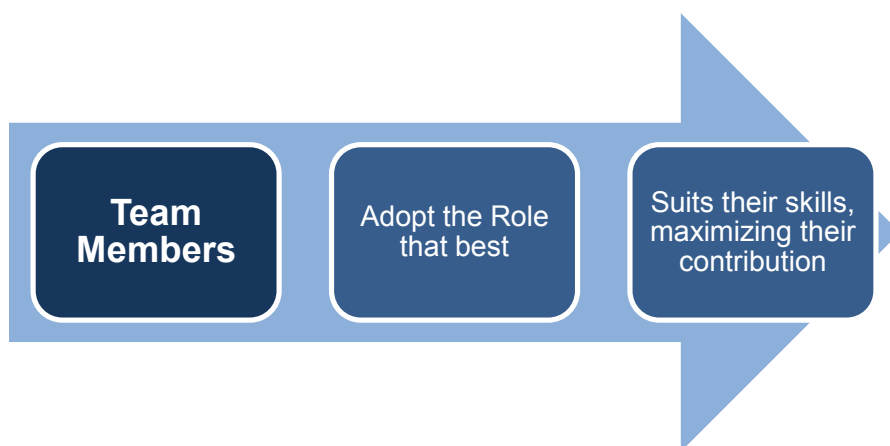 Team
Members
Adopt the Role
that best
Suits their skills,
maximizing their
contribution